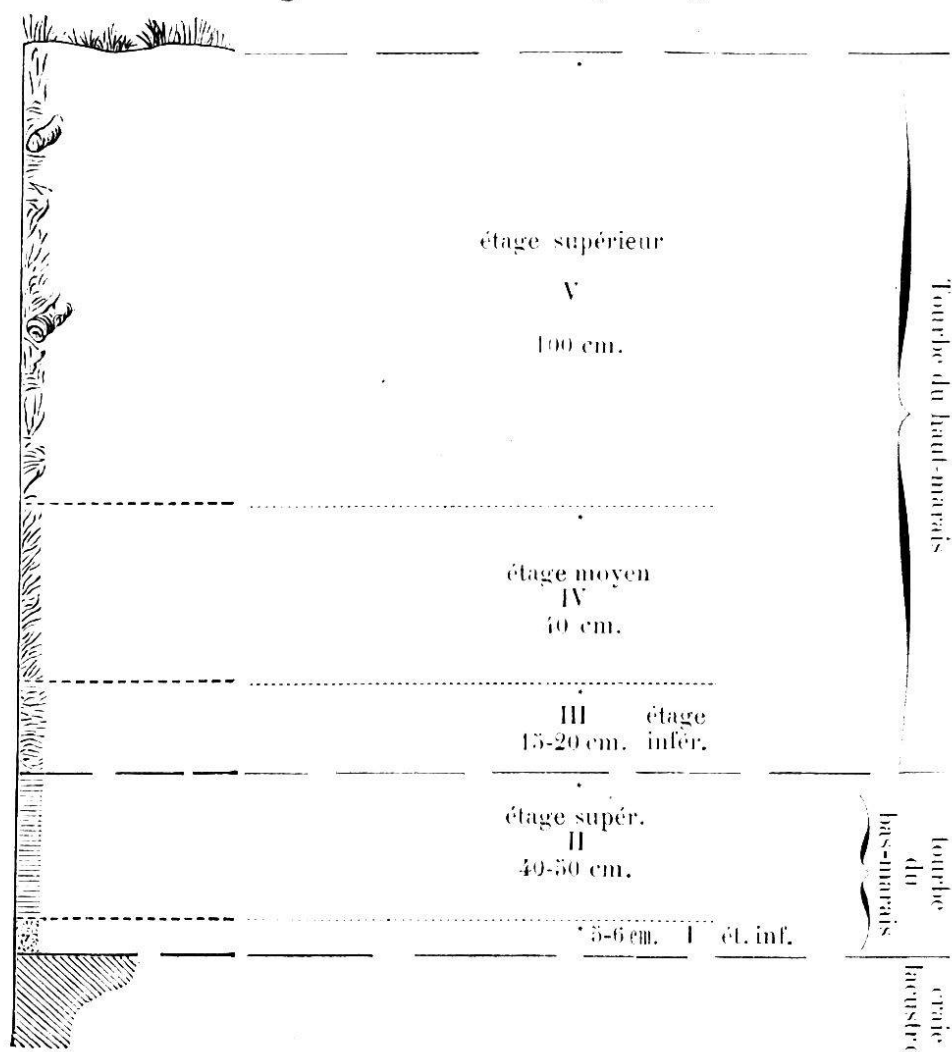 étage supérieur
V
100 cm.
Tourbe du haut-marais
étage moyen
IV
40 cm.
III étage
15-20 cm. infér.
étage supér.
II
40-50 cm.
tourbe
du
bas-marais
5-6 cm. I ét. inf.
craie
lacustre